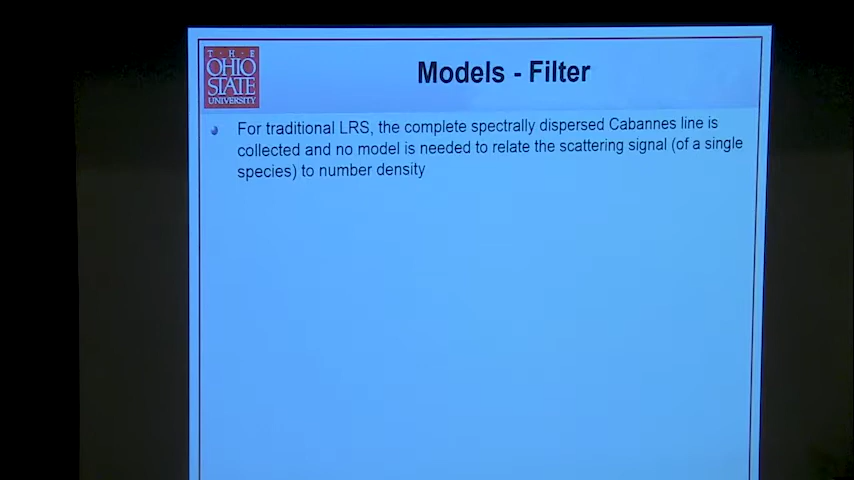 T · H · E
OHIO
STATE
UNIVERSITY
Models - Filter
For traditional LRS, the complete spectrally dispersed Cabannes line is
collected and no model is needed to relate the scattering signal (of a single
species) to number density